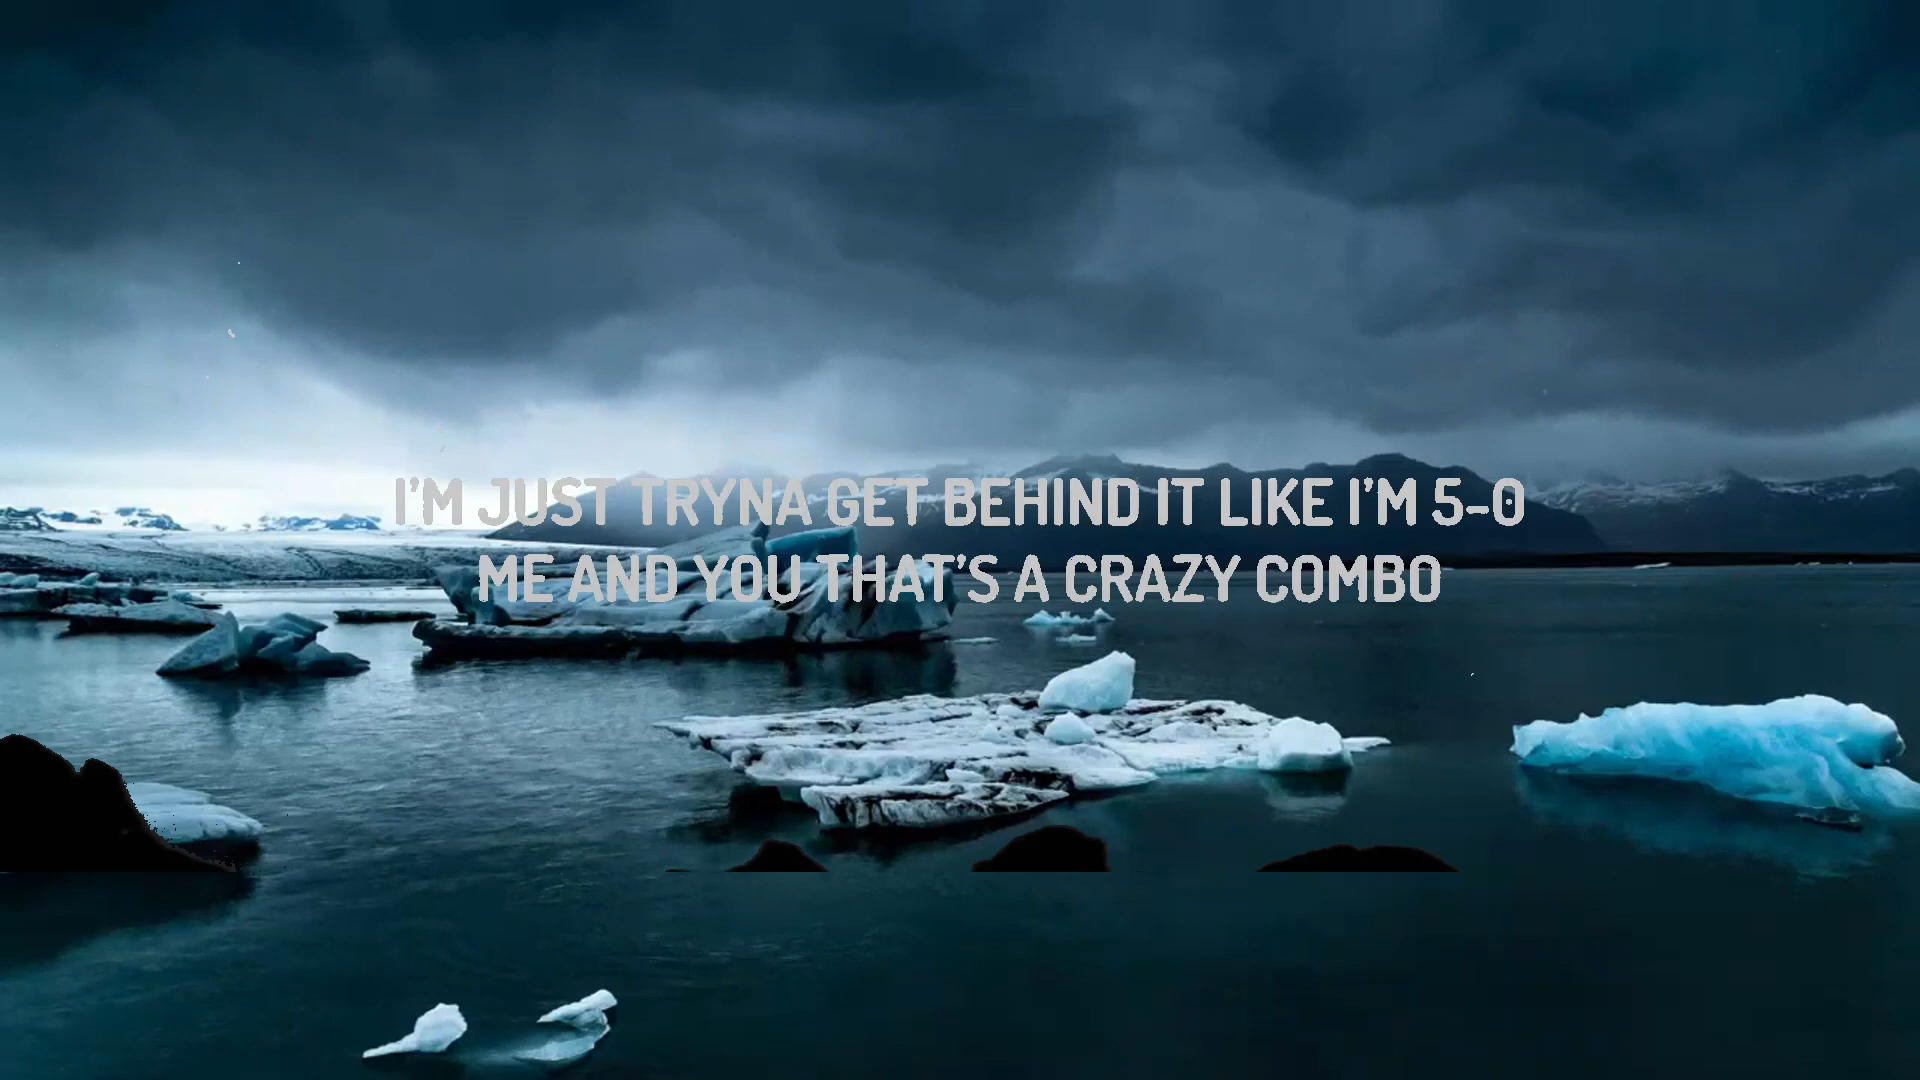 I'M JUST TRYNA GET BEHIND IT LIKE I'M 5-0
ME AND YOU THAT'S A CRAZY COMBO